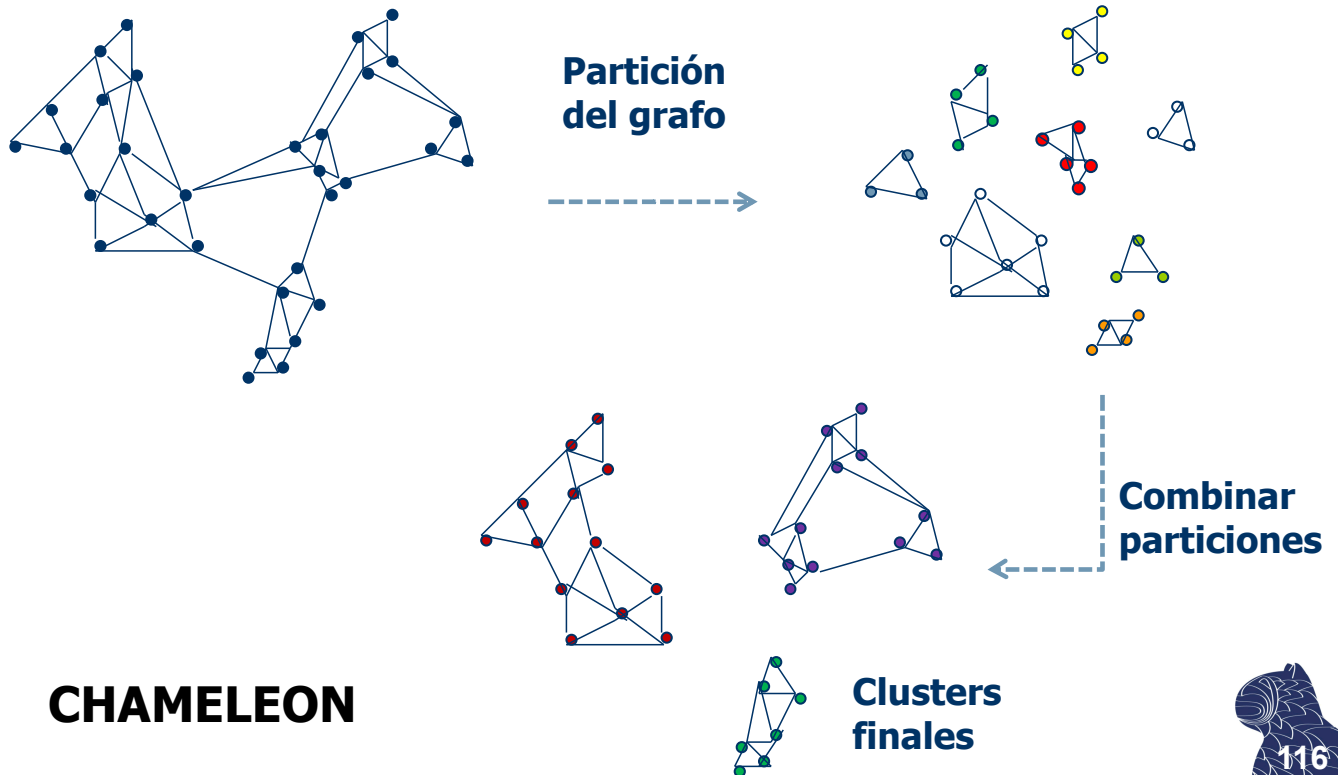 Partición
del grafo
Combinar
particiones
Clusters
finales
CHAMELEON
116